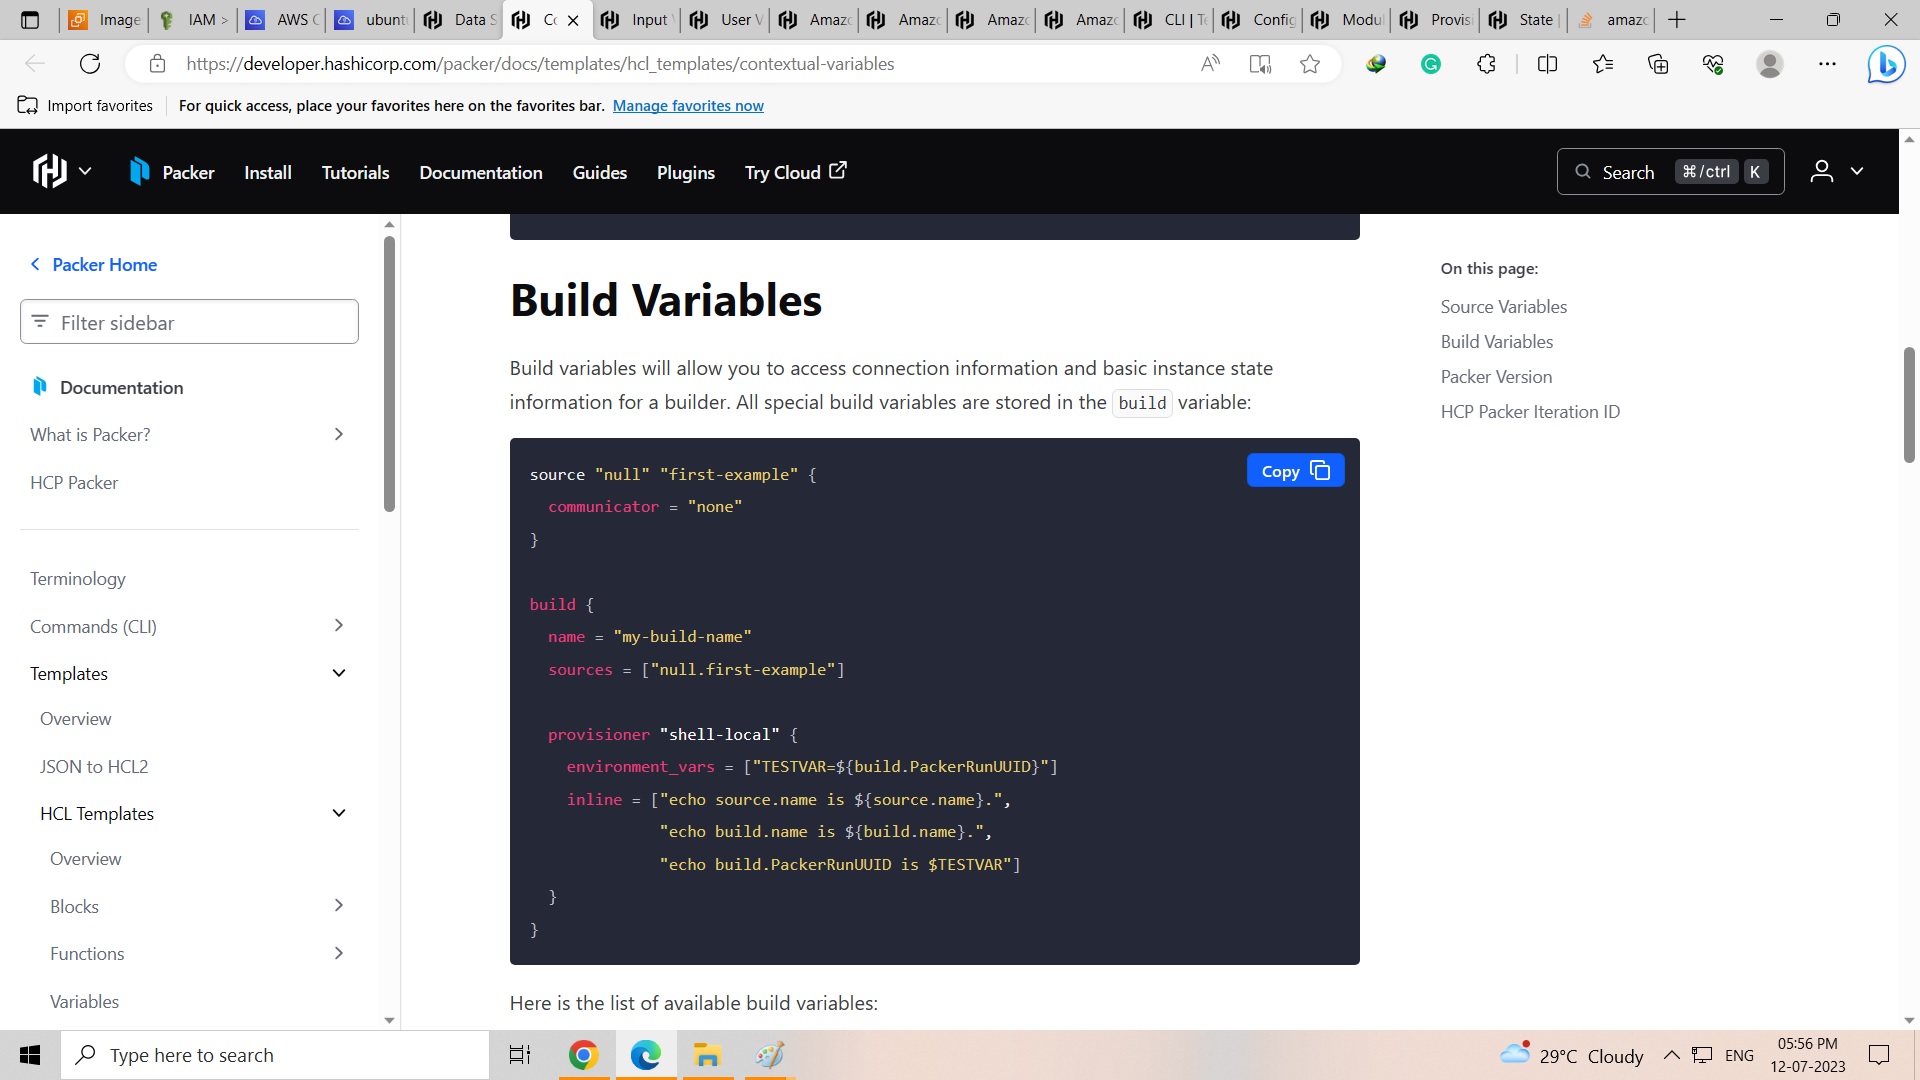 Image
IAM >
AWS C
ubunt
Data S
Co
Input
User V
Amazo
Amazo
Amazo
Amazo
CLI | Te
Config
Modul
Provisi
State |
amazo
https://developer.hashicorp.com/packer/docs/templates/hcl_templates/contextual-variables
Import favorites
For quick access, place your favorites here on the favorites bar. Manage favorites now
Packer Install Tutorials Documentation Guides Plugins Try Cloud
Search ⌘/ctrl K
Packer Home
Filter sidebar
Documentation
What is Packer?
HCP Packer
Terminology
Commands (CLI)
Templates
Overview
JSON to HCL2
HCL Templates
Overview
Blocks
Functions
Variables
Build Variables
Build variables will allow you to access connection information and basic instance state
information for a builder. All special build variables are stored in the build variable:
Copy
source "null" "first-example" {
communicator = "none"
}
build {
name = "my-build-name"
sources = ["null.first-example"]
provisioner "shell-local" {
environment_vars = ["TESTVAR=${build.PackerRunUUID}"]
inline = ["echo source.name is ${source.name}.",
"echo build.name is ${build.name}.",
"echo build.PackerRunUUID is $TESTVAR"]
}
}
Here is the list of available build variables:
On this page:
Source Variables
Build Variables
Packer Version
HCP Packer Iteration ID
Type here to search
29°C Cloudy
ENG
05:56 PM
12-07-2023